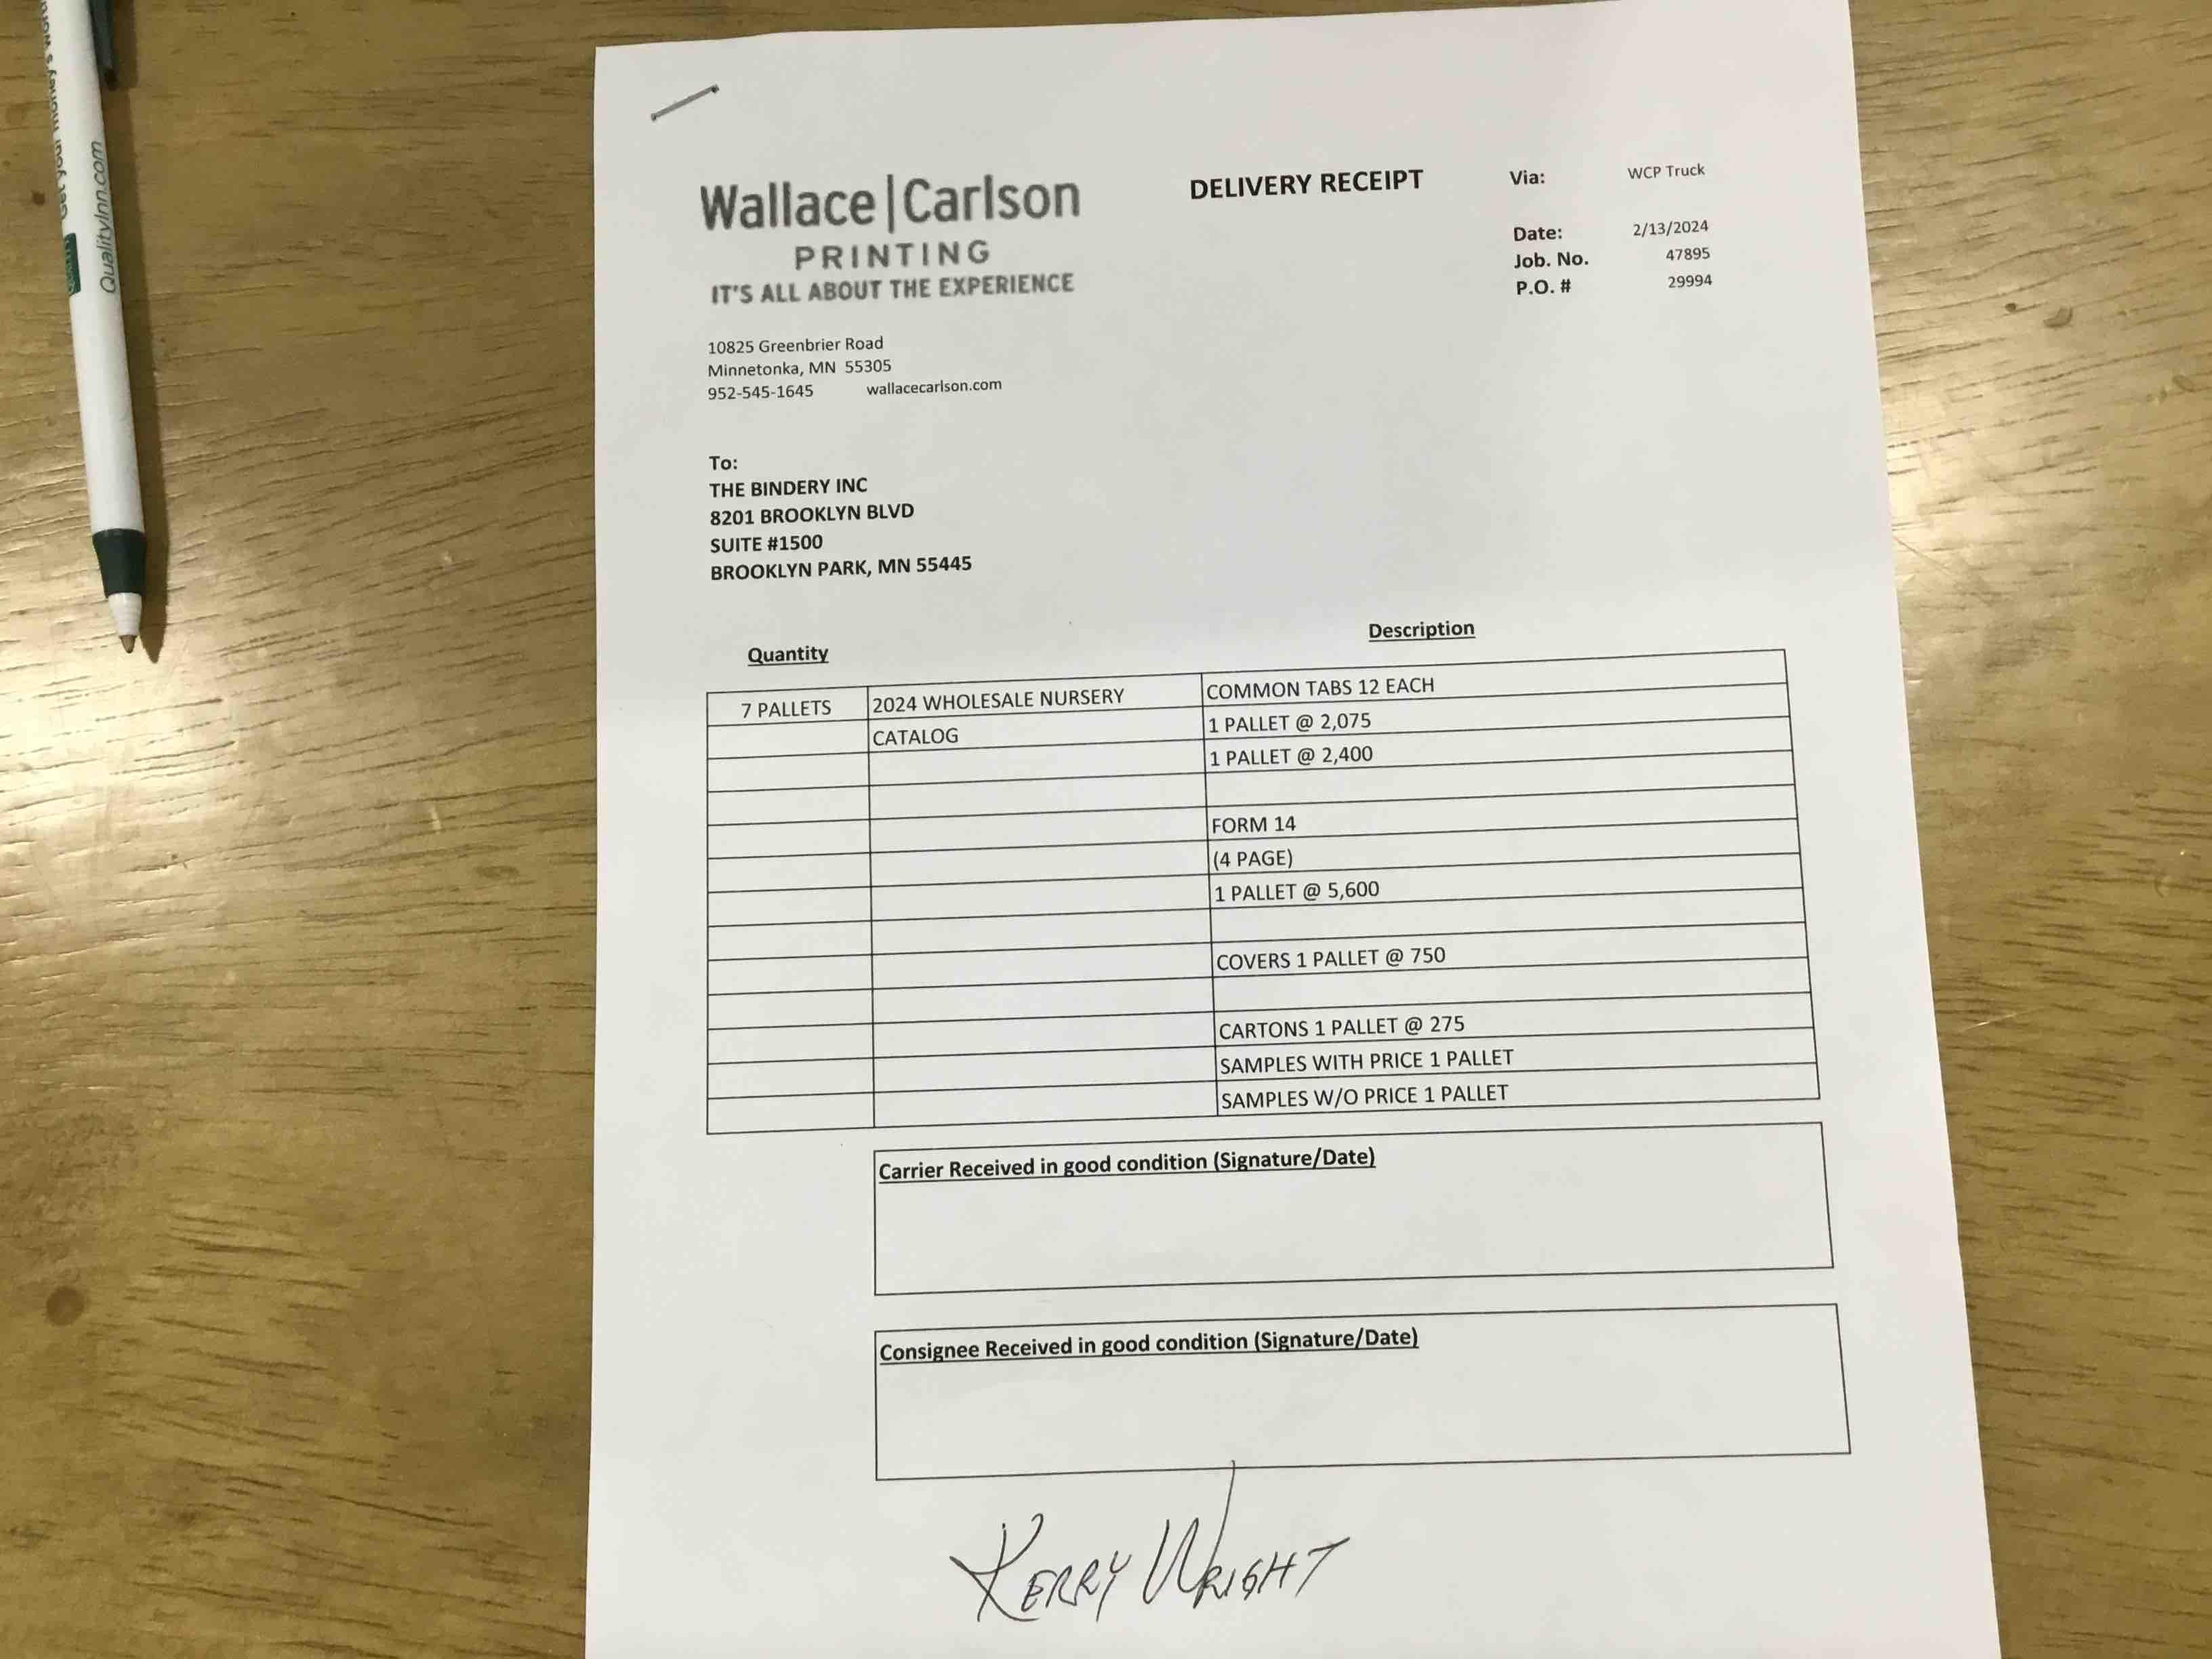 Get your money's wor
QualityInn.com
Wallace|Carlson
PRINTING
IT'S ALL ABOUT THE EXPERIENCE
10825 Greenbrier Road
Minnetonka, MN 55305
952-545-1645 wallacecarlson.com
DELIVERY RECEIPT
Via: WCP Truck
Date: 2/13/2024
Job. No. 47895
P.O. # 29994
To:
THE BINDERY INC
8201 BROOKLYN BLVD
SUITE #1500
BROOKLYN PARK, MN 55445
Quantity Description
7 PALLETS 2024 WHOLESALE NURSERY COMMON TABS 12 EACH
CATALOG 1 PALLET @ 2,075
1 PALLET @ 2,400
FORM 14
(4 PAGE)
1 PALLET @ 5,600
COVERS 1 PALLET @ 750
CARTONS 1 PALLET @ 275
SAMPLES WITH PRICE 1 PALLET
SAMPLES W/O PRICE 1 PALLET
Carrier Received in good condition (Signature/Date)
Consignee Received in good condition (Signature/Date)
KERRY WRIGHT